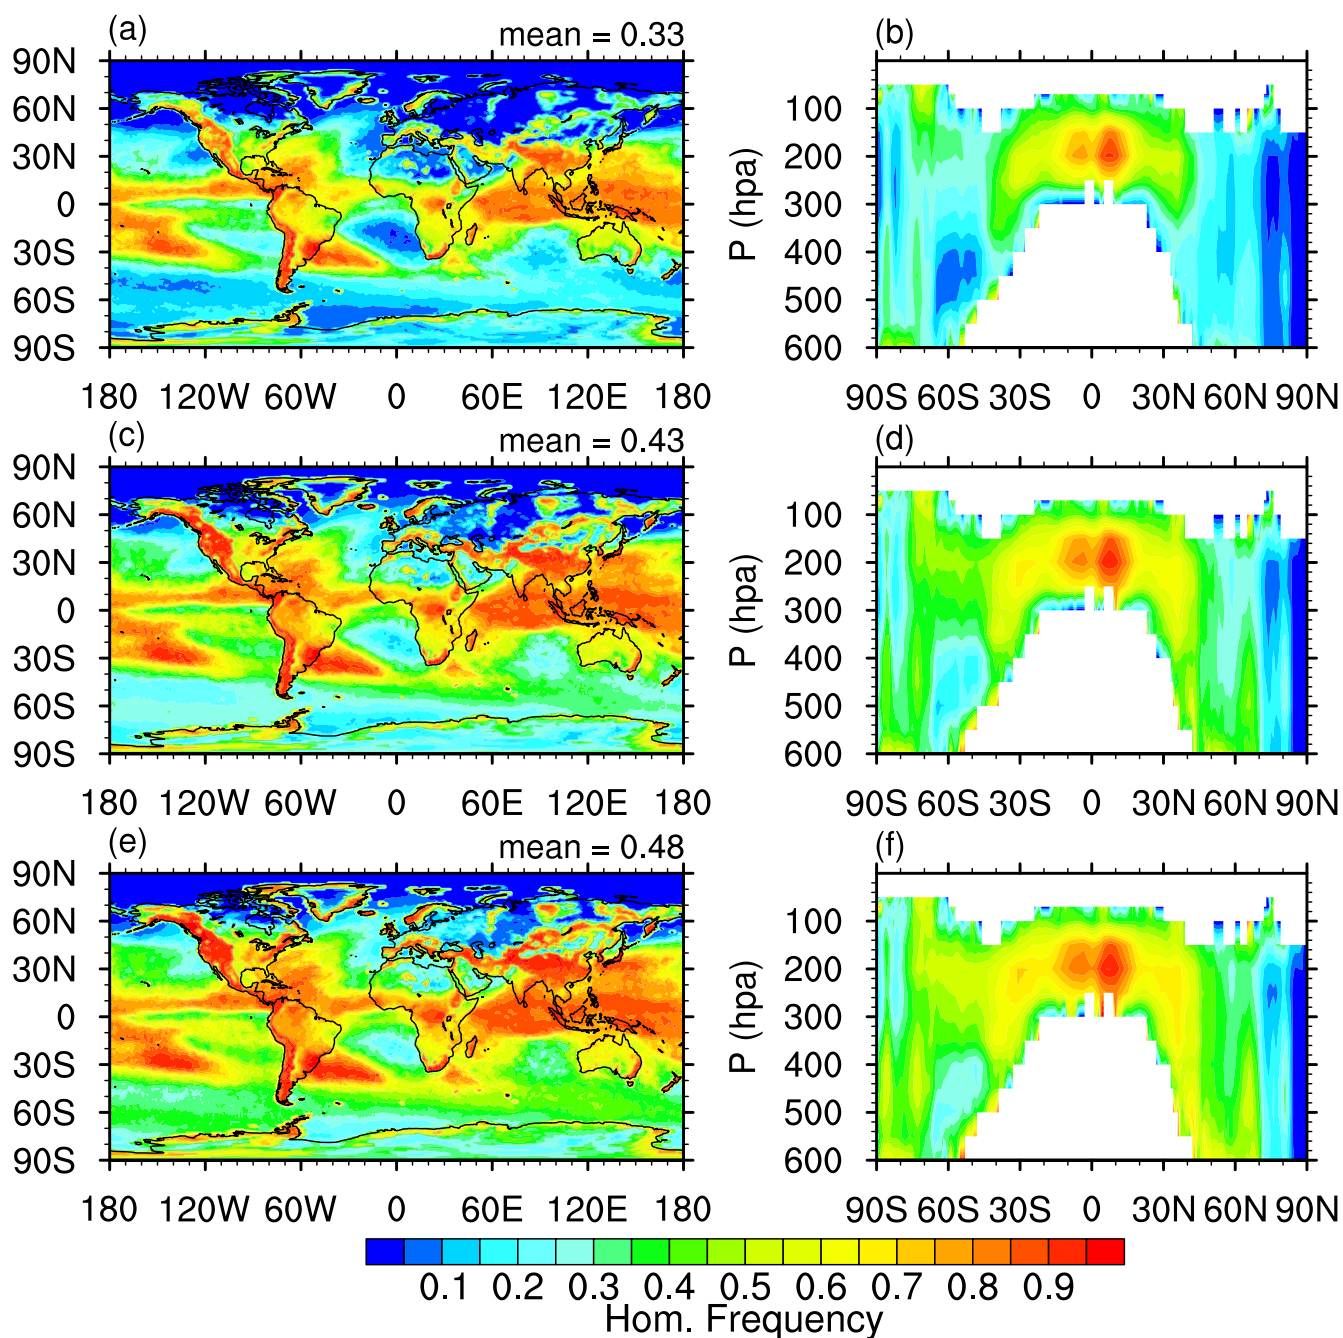 (a) mean = 0.33 (b)
90N
60N
30N
0
30S
60S
90S
180 120W 60W 0 60E 120E 180
P (hpa)
100
200
300
400
500
600
90S 60S 30S 0 30N 60N 90N
(c) mean = 0.43 (d)
90N
60N
30N
0
30S
60S
90S
180 120W 60W 0 60E 120E 180
P (hpa)
100
200
300
400
500
600
90S 60S 30S 0 30N 60N 90N
(e) mean = 0.48 (f)
90N
60N
30N
0
30S
60S
90S
180 120W 60W 0 60E 120E 180
P (hpa)
100
200
300
400
500
600
90S 60S 30S 0 30N 60N 90N
0.1 0.2 0.3 0.4 0.5 0.6 0.7 0.8 0.9
Hom. Frequency